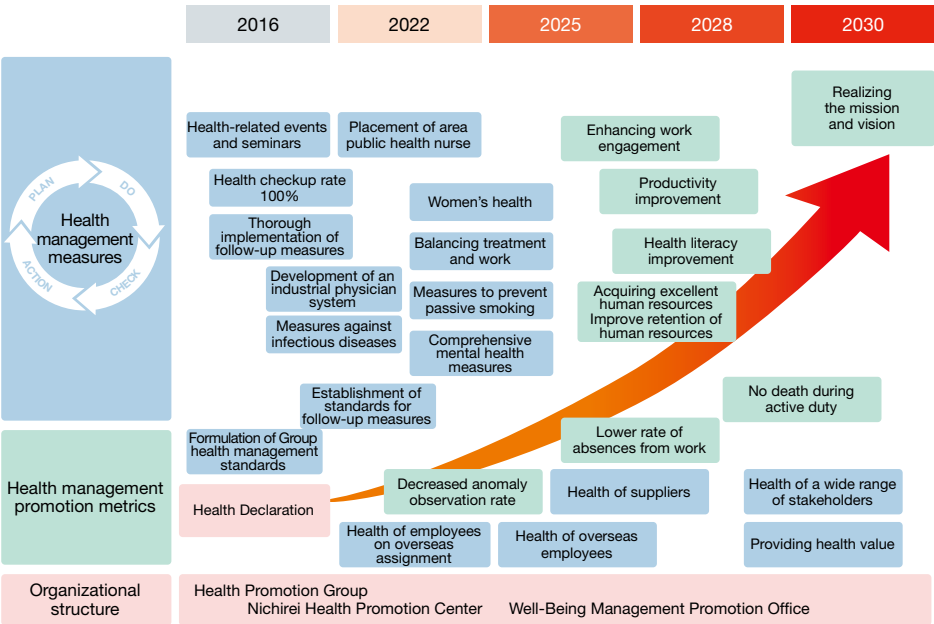 2016
2022
2025
2028
2030
Realizing
the mission
and vision
Health-related events
and seminars
Placement of area
public health nurse
Enhancing work
engagement
PLAN
DO
CHECK
ACTION
Health
management
measures
Health checkup rate
100%
Women's health
Productivity
improvement
Thorough
implementation of
follow-up measures
Balancing treatment
and work
Health literacy
improvement
Development of an
industrial physician
system
Measures to prevent
passive smoking
Acquiring excellent
human resources
Improve retention of
human resources
Measures against
infectious diseases
Comprehensive
mental health
measures
Establishment of
standards for
follow-up measures
No death during
active duty
Formulation of Group
health management
standards
Lower rate of
absences from work
Health management
promotion metrics
Health Declaration
Decreased anomaly
observation rate
Health of suppliers
Health of a wide range
of stakeholders
Health of employees
on overseas
assignment
Health of overseas
employees
Providing health value
Organizational
structure
Health Promotion Group
Nichirei Health Promotion Center Well-Being Management Promotion Office